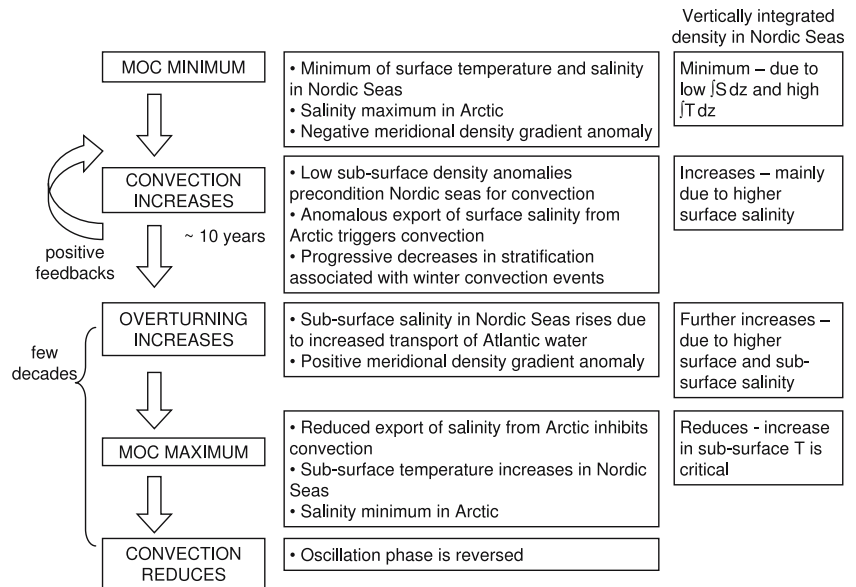 Vertically integrated
density in Nordic Seas
MOC MINIMUM
• Minimum of surface temperature and salinity
in Nordic Seas
• Salinity maximum in Arctic
• Negative meridional density gradient anomaly
Minimum – due to
low ∫S dz and high
∫T dz
CONVECTION
INCREASES
• Low sub-surface density anomalies
precondition Nordic seas for convection
• Anomalous export of surface salinity from
Arctic triggers convection
• Progressive decreases in stratification
associated with winter convection events
Increases – mainly
due to higher
surface salinity
positive
feedbacks
~ 10 years
OVERTURNING
INCREASES
• Sub-surface salinity in Nordic Seas rises due
to increased transport of Atlantic water
• Positive meridional density gradient anomaly
Further increases –
due to higher
surface and sub-
surface salinity
few
decades
MOC MAXIMUM
• Reduced export of salinity from Arctic inhibits
convection
• Sub-surface temperature increases in Nordic
Seas
• Salinity minimum in Arctic
Reduces - increase
in sub-surface T is
critical
CONVECTION
REDUCES
• Oscillation phase is reversed